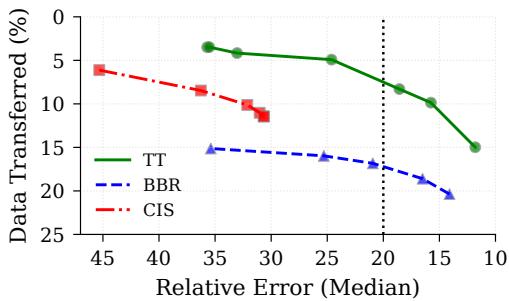 0
5
10
15
20
25
Data Transferred (%)
TT
BBR
CIS
45 40 35 30 25 20 15 10
Relative Error (Median)